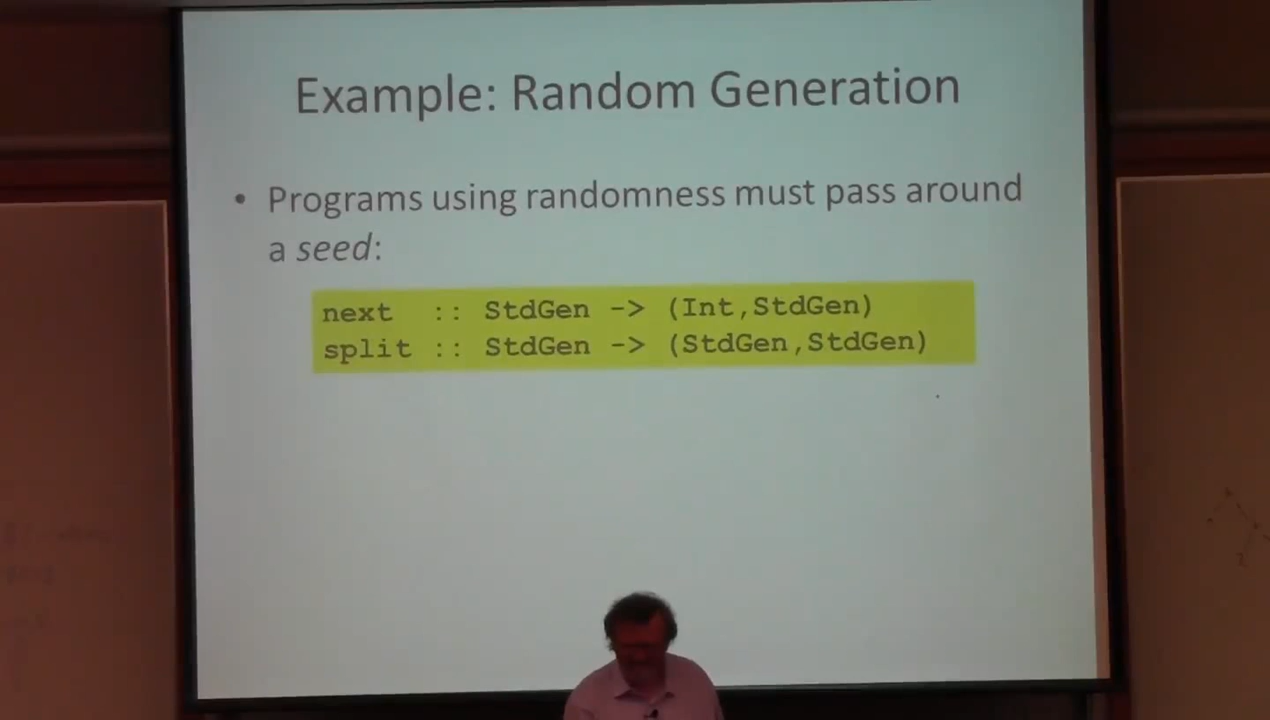 Example: Random Generation
• Programs using randomness must pass around
a seed:
next  :: StdGen -> (Int,StdGen)
split :: StdGen -> (StdGen,StdGen)